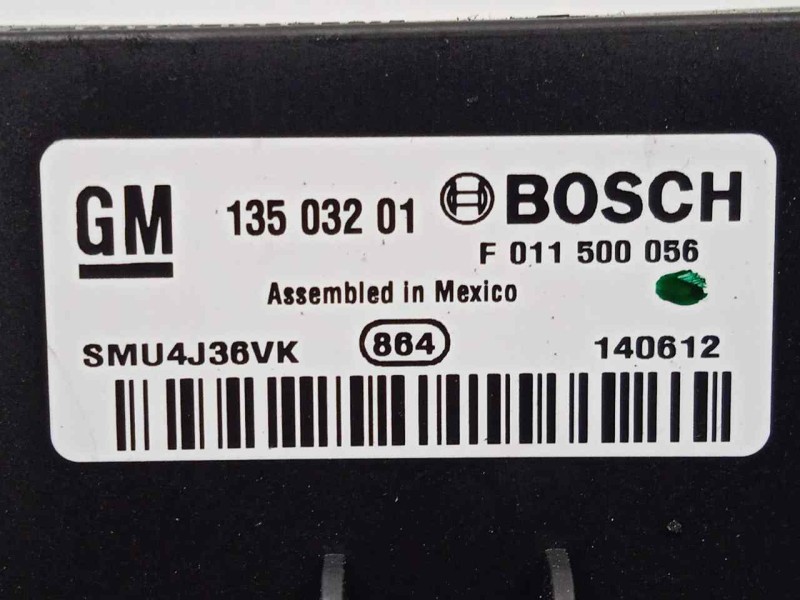 GM 135 032 01 BOSCH
F 011 500 056
Assembled in Mexico
SMU4J36VK 864 140612